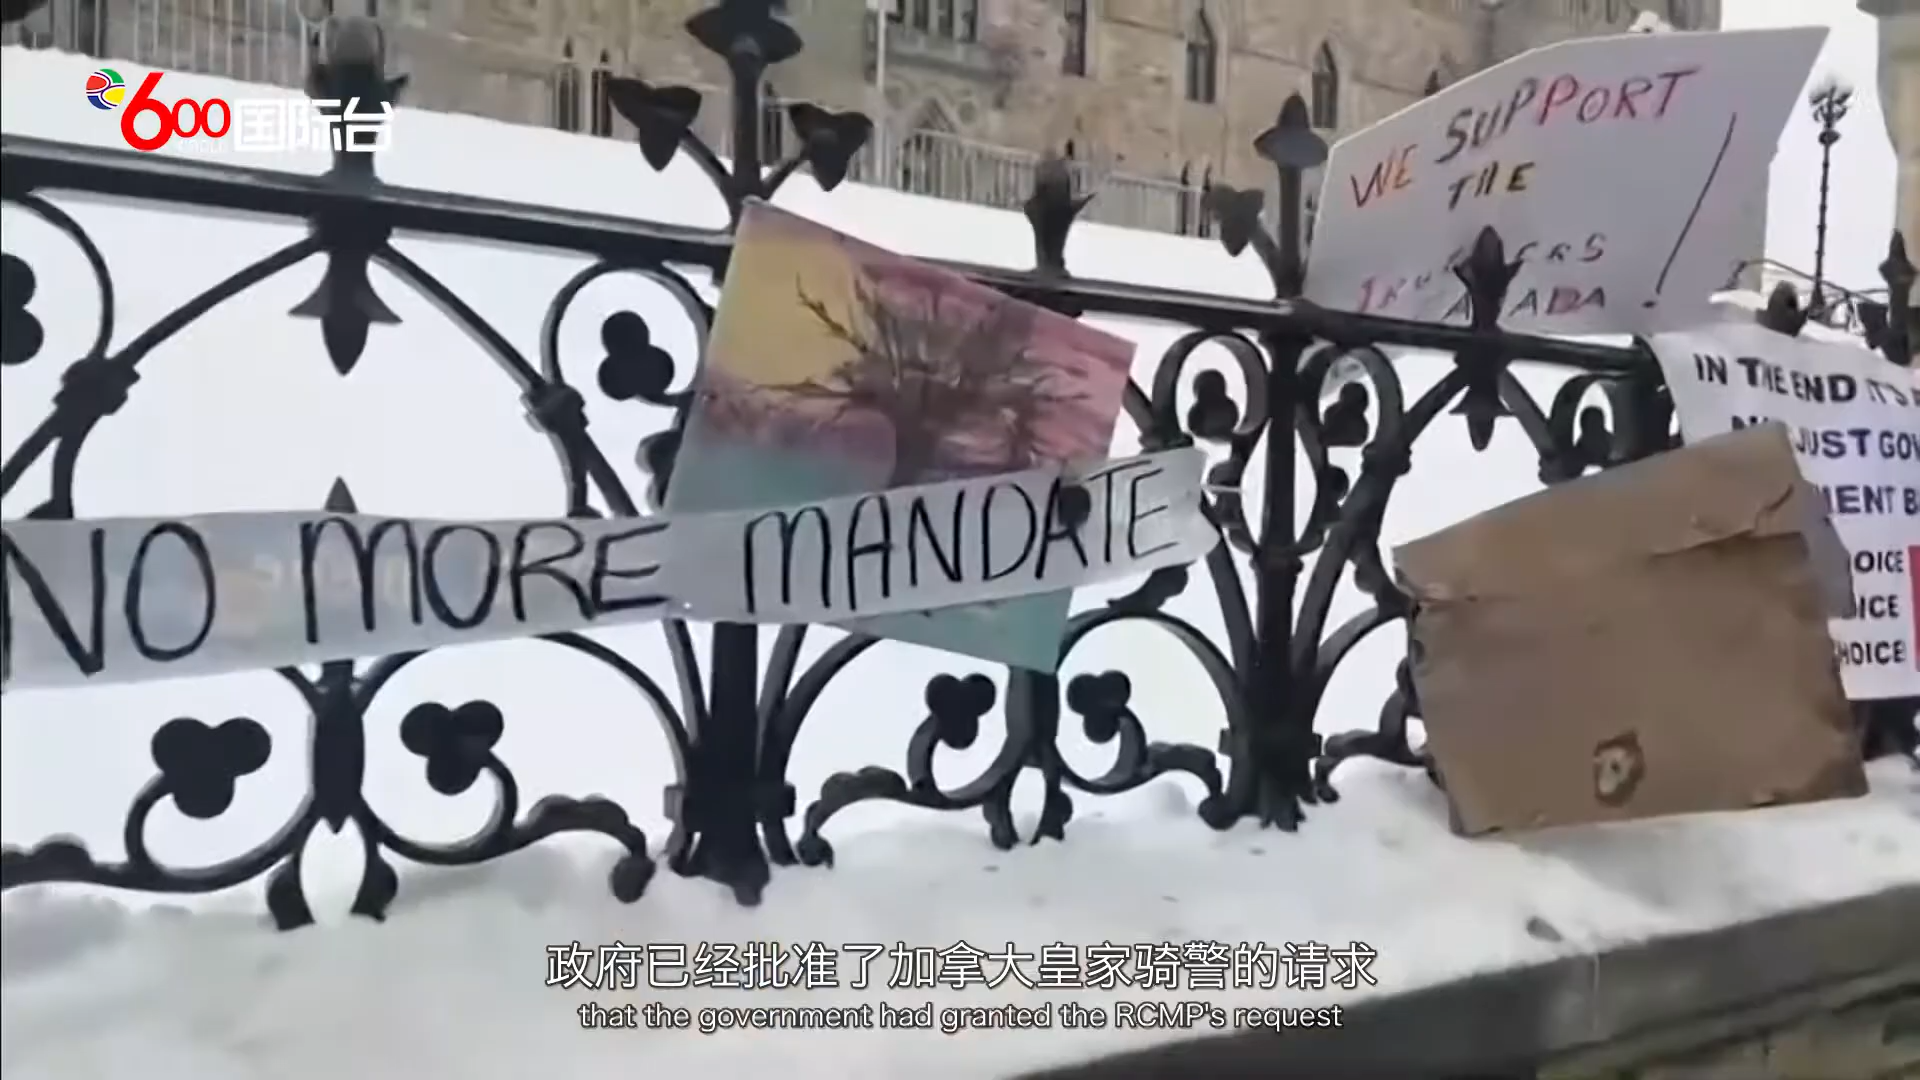 600国际台
WE SUPPORT
THE
IN THE END IT'S
JUST GOV
MENT B
OICE
OICE
HOICE
NO MORE MANDATE
政府已经批准了加拿大皇家骑警的请求
that the government had granted the RCMP's request